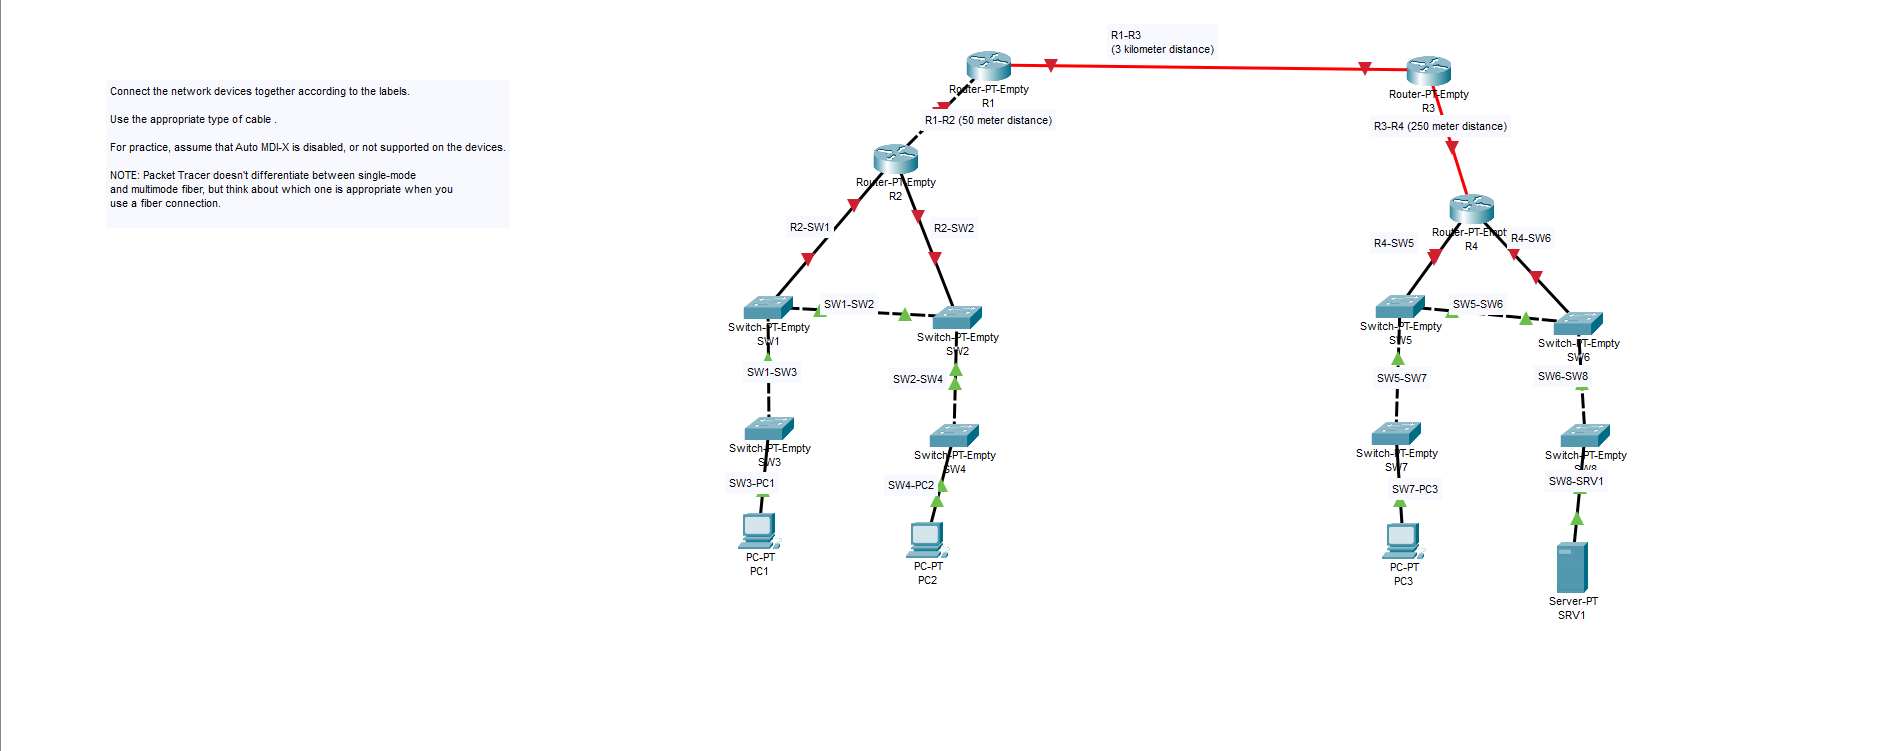 Connect the network devices together according to the labels.
Use the appropriate type of cable .
For practice, assume that Auto MDI-X is disabled, or not supported on the devices.
NOTE: Packet Tracer doesn't differentiate between single-mode
and multimode fiber, but think about which one is appropriate when you
use a fiber connection.
R1-R3
(3 kilometer distance)
Router-PT-Empty
R1
Router-PT-Empty
R3
R1-R2 (50 meter distance)
R3-R4 (250 meter distance)
Router-PT-Empty
R2
R2-SW1
R2-SW2
Router-PT-Empt
R4
R4-SW5
R4-SW6
SW1-SW2
SW5-SW6
Switch-PT-Empty
SW1
Switch-PT-Empty
SW2
Switch-PT-Empty
SW5
Switch-PT-Empty
SW6
SW1-SW3
SW2-SW4
SW5-SW7
SW6-SW8
Switch-PT-Empty
SW3
Switch-PT-Empty
SW4
Switch-PT-Empty
SW7
Switch-PT-Empty
SW8
SW3-PC1
SW4-PC2
SW7-PC3
SW8-SRV1
PC-PT
PC1
PC-PT
PC2
PC-PT
PC3
Server-PT
SRV1